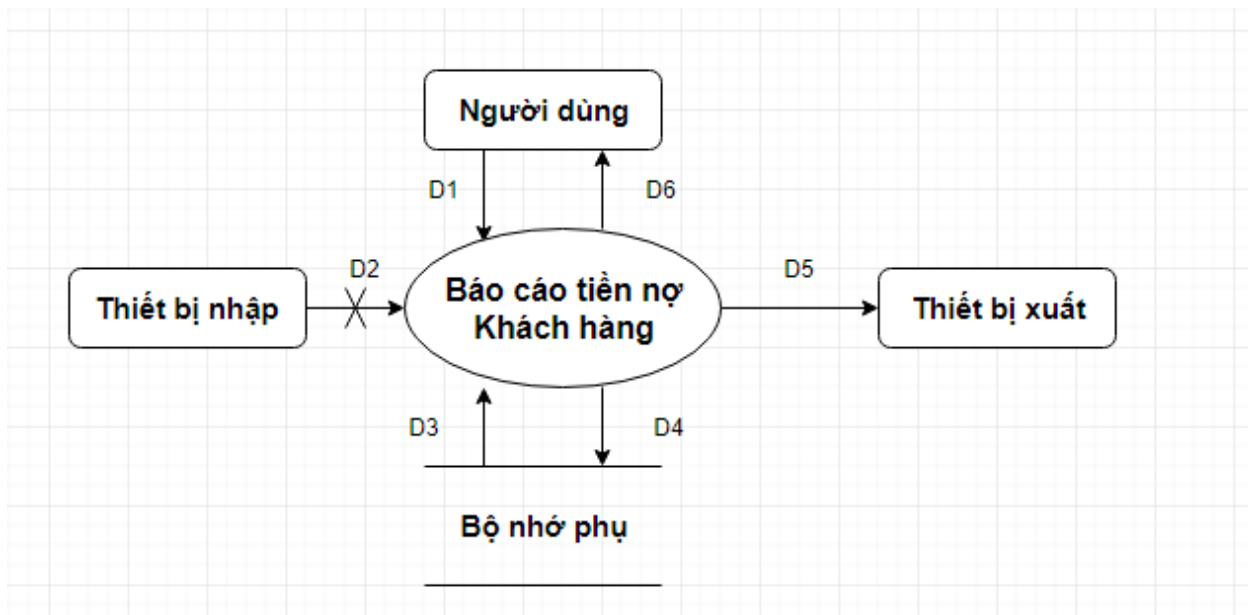 Người dùng
D1
D6
D2
D5
Thiết bị nhập
Báo cáo tiền nợ
Khách hàng
Thiết bị xuất
D3
D4
Bộ nhớ phụ